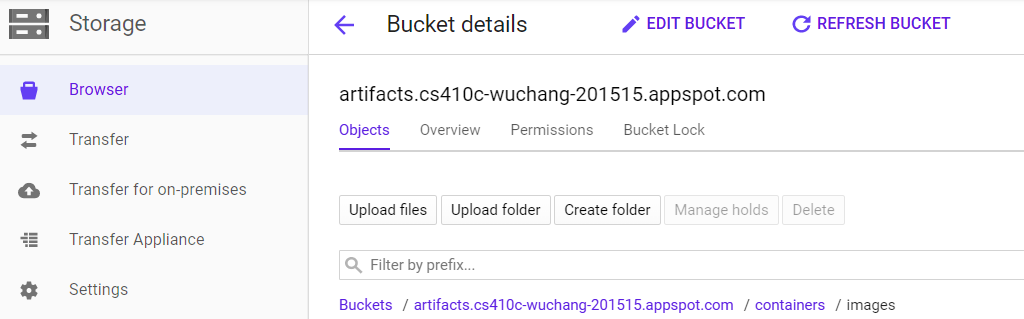 Storage
Browser
Transfer
Transfer for on-premises
Transfer Appliance
Settings
Bucket details
EDIT BUCKET
REFRESH BUCKET
artifacts.cs410c-wuchang-201515.appspot.com
Objects Overview Permissions Bucket Lock
Upload files Upload folder Create folder Manage holds Delete
Filter by prefix...
Buckets / artifacts.cs410c-wuchang-201515.appspot.com / containers / images